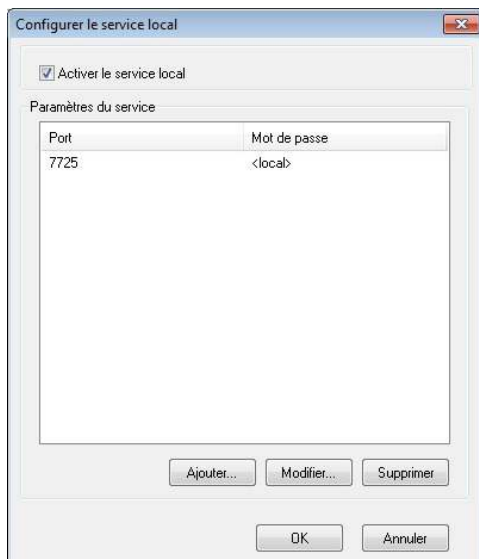 Configurer le service local
Activer le service local
Paramètres du service
Port Mot de passe
7725 <local>
Ajouter... Modifier... Supprimer
OK Annuler